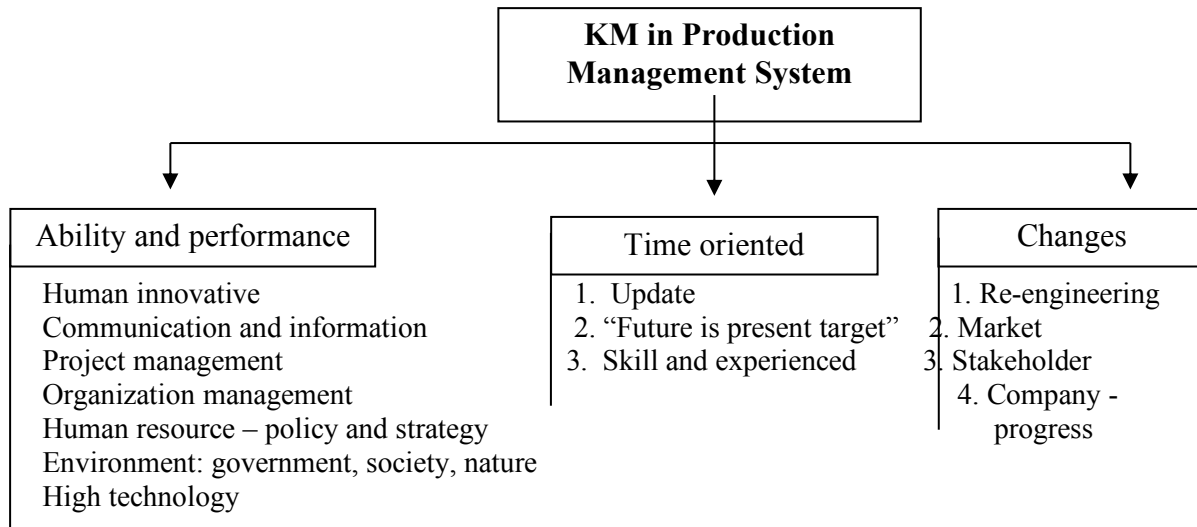 KM in Production
Management System
Ability and performance
Human innovative
Communication and information
Project management
Organization management
Human resource – policy and strategy
Environment: government, society, nature
High technology
Time oriented
1. Update
2. “Future is present target”
3. Skill and experienced
Changes
1. Re-engineering
2. Market
3. Stakeholder
4. Company -
progress